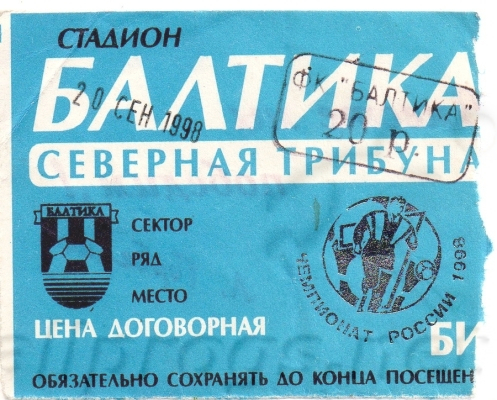 СТАДИОН
БАЛТИКА
20 СЕН 1998
ФК "БАЛТИКА"
20 р.
СЕВЕРНАЯ ТРИБУНА
БАЛТИКА
СЕКТОР
РЯД
МЕСТО
ЧЕМПИОНАТ РОССИИ 1998
ЦЕНА ДОГОВОРНАЯ
БИ
ОБЯЗАТЕЛЬНО СОХРАНЯТЬ ДО КОНЦА ПОСЕЩЕН